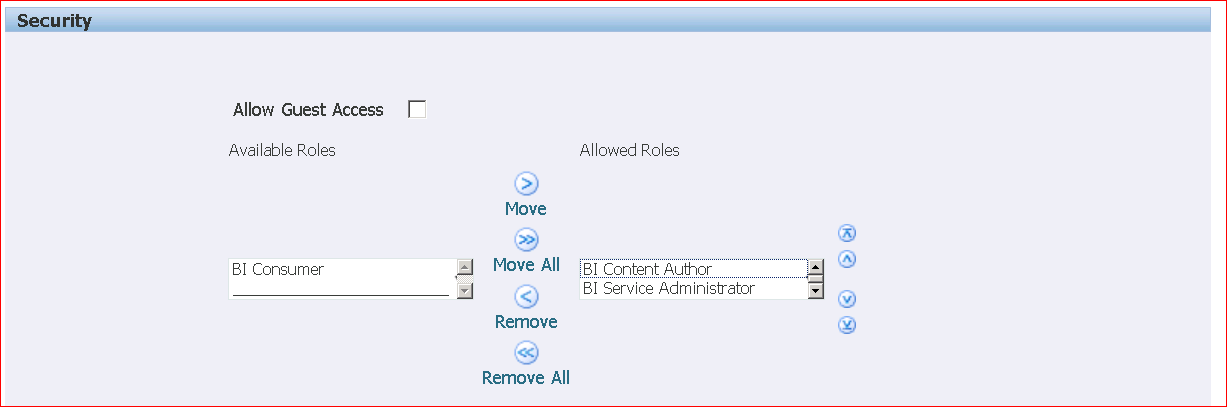 Security
Allow Guest Access
Available Roles
Allowed Roles
Move
Move All
BI Consumer
BI Content Author
BI Service Administrator
Remove
Remove All